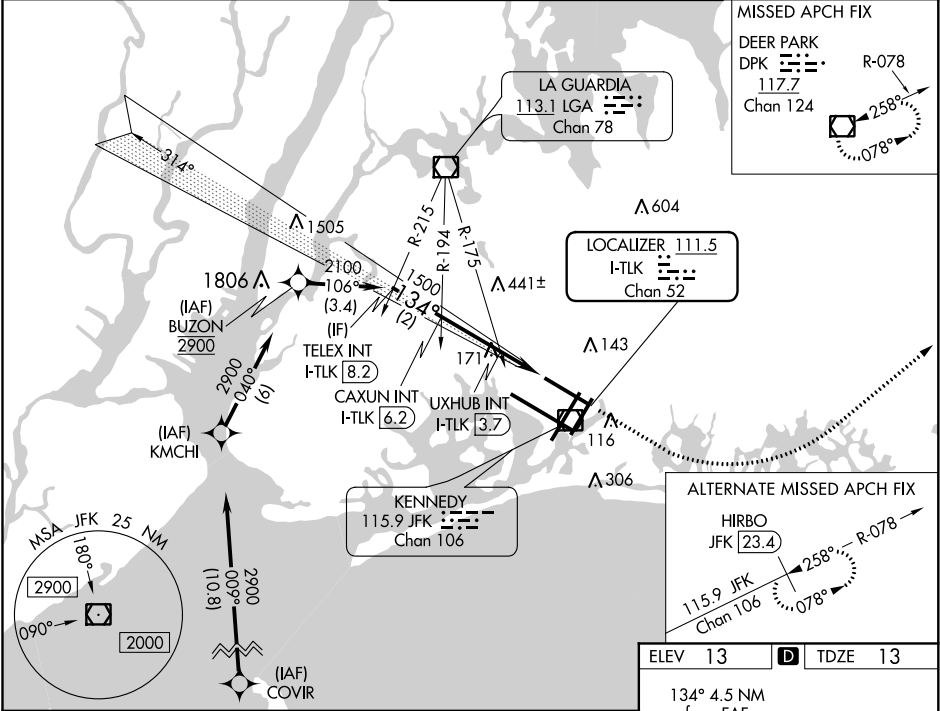 MISSED APCH FIX
DEER PARK
DPK
117.7
Chan 124
R-078
258°
078°
LA GUARDIA
113.1 LGA
Chan 78
314°
1505
604
R-215
R-194
R-175
LOCALIZER 111.5
I-TLK
Chan 52
1806
2100
106°
(3.4)
1500
134°
(2)
441±
(IAF)
BUZON
2900
(IF)
TELEX INT
I-TLK 8.2
143
171
CAXUN INT
I-TLK 6.2
UXHUB INT
I-TLK 3.7
2900
040°
(6)
(IAF)
KMCHI
116
306
KENNEDY
115.9 JFK
Chan 106
ALTERNATE MISSED APCH FIX
HIRBO
JFK 23.4
R-078
258°
078°
115.9 JFK
Chan 106
MSA JFK 25 NM
180°
2900
090°
2000
2900
009°
(10.8)
(IAF)
COVIR
ELEV 13 D TDZE 13
134° 4.5 NM